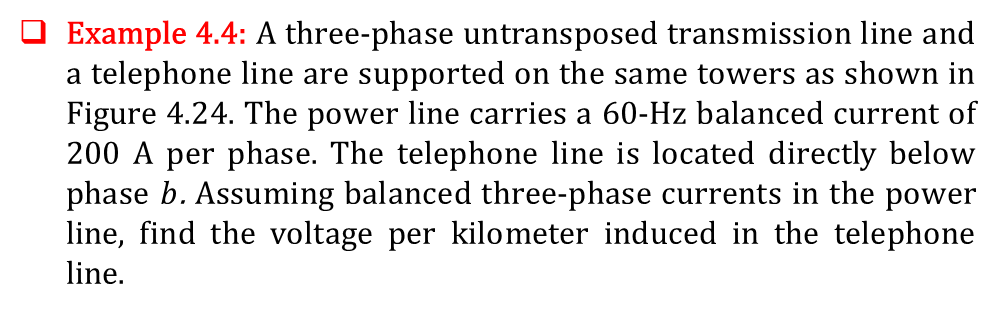 Example 4.4: A three-phase untransposed transmission line and
a telephone line are supported on the same towers as shown in
Figure 4.24. The power line carries a 60-Hz balanced current of
200 A per phase. The telephone line is located directly below
phase b. Assuming balanced three-phase currents in the power
line, find the voltage per kilometer induced in the telephone
line.